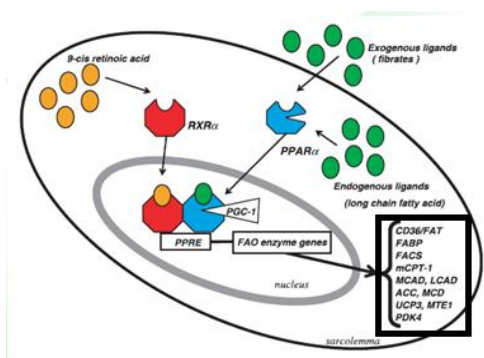 Exogenous ligands
( fibrates )
9-cis retinoic acid
RXRα
PPARα
Endogenous ligands
(long chain fatty acid)
PGC-1
PPRE
FAO enzyme genes
CD36/FAT
FABP
FACS
mCPT-1
MCAD, LCAD
ACC, MCD
UCP3, MTE1
PDK4
nucleus
sarcolemma